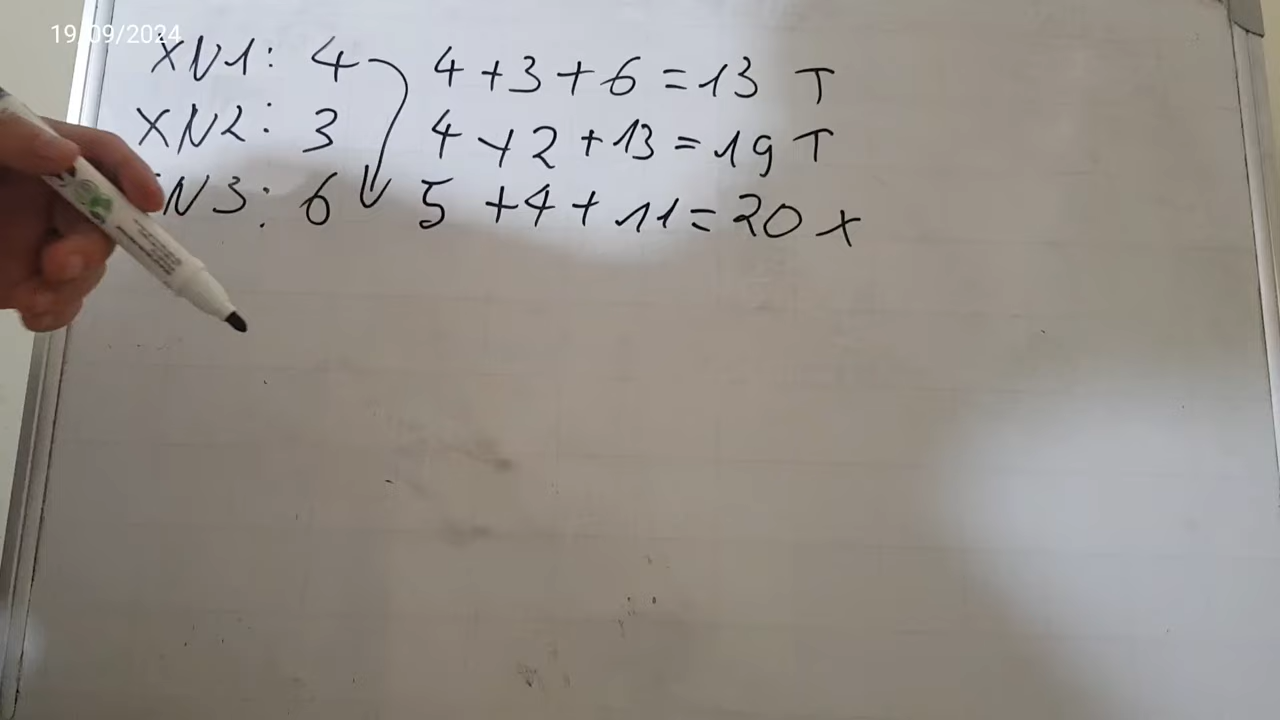 19/09/2024
XN1: 4 4+3+6=13 T
XN2: 3 4+2+13=19 T
N3: 6 5+4+11=20 X